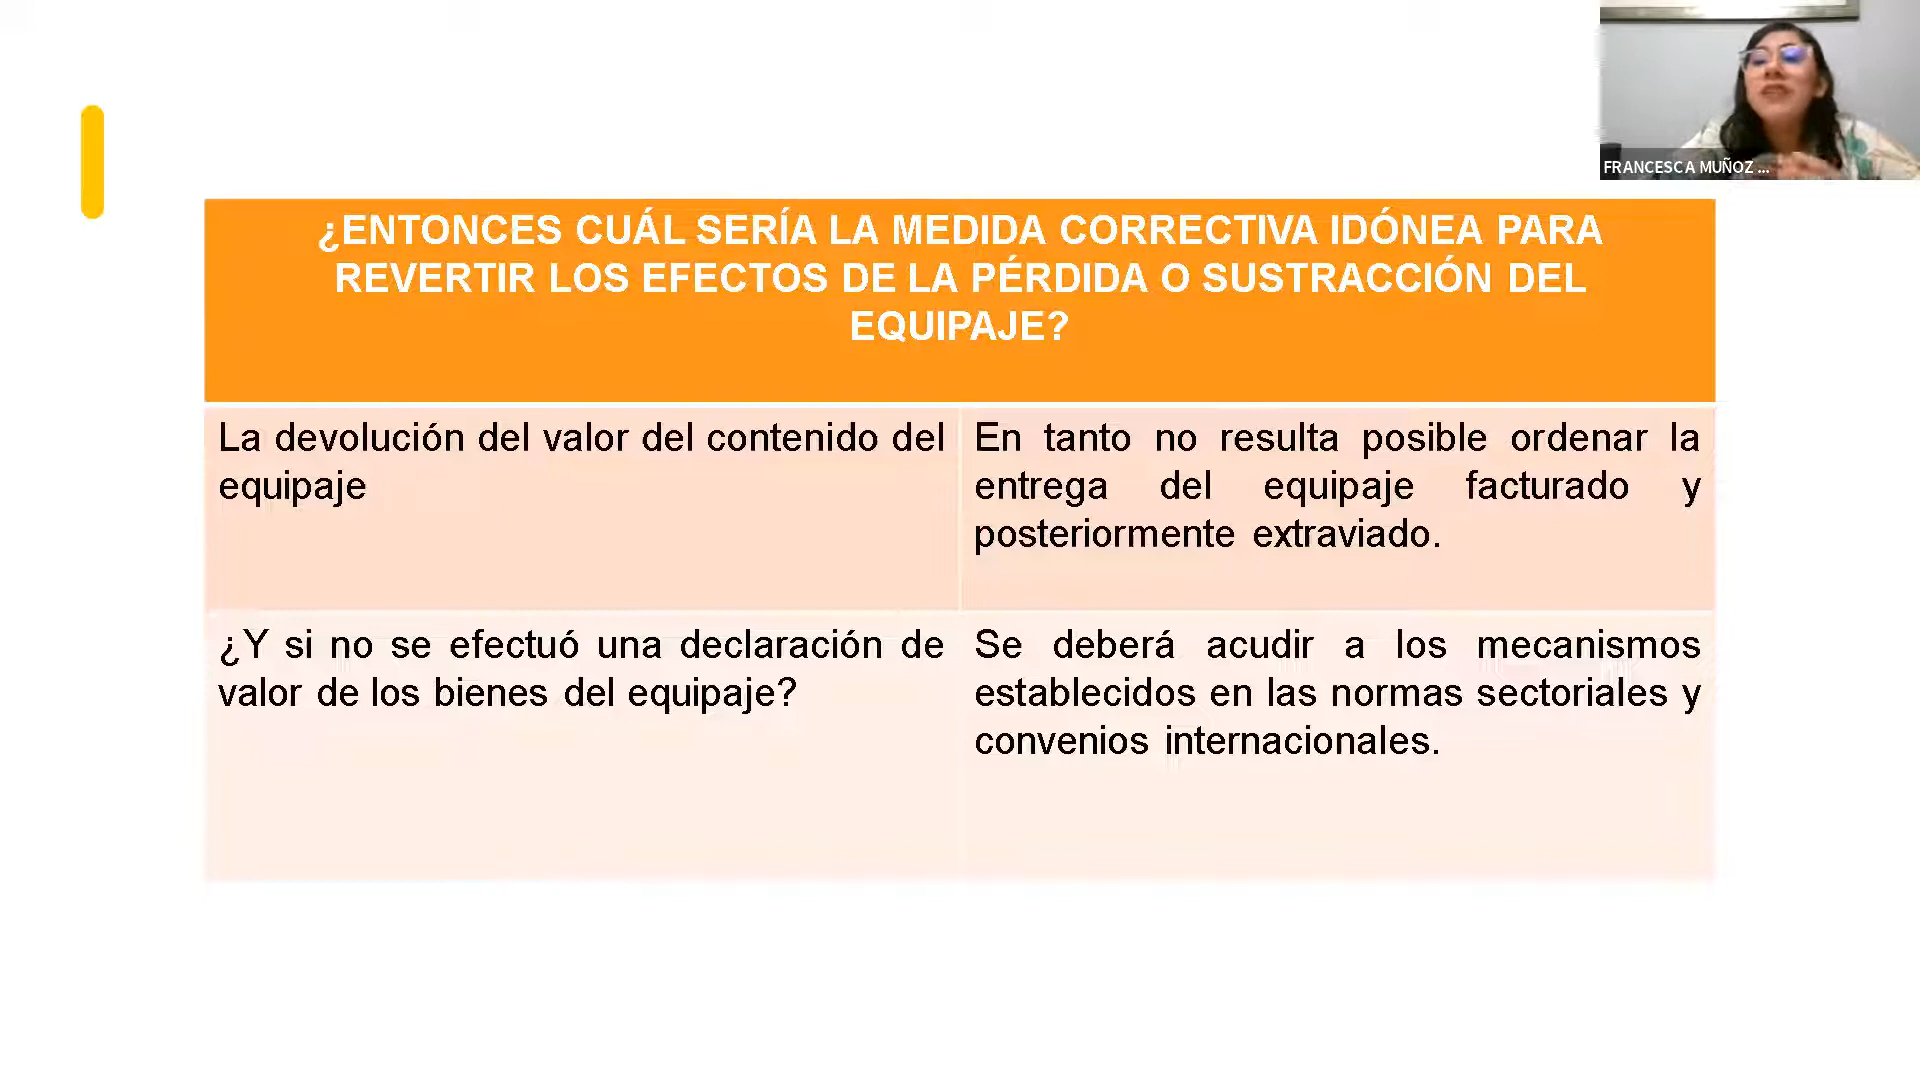 FRANCESCA MUÑOZ ...
¿ENTONCES CUÁL SERÍA LA MEDIDA CORRECTIVA IDÓNEA PARA
REVERTIR LOS EFECTOS DE LA PÉRDIDA O SUSTRACCIÓN DEL
EQUIPAJE?
La devolución del valor del contenido del
equipaje
En tanto no resulta posible ordenar la
entrega del equipaje facturado y
posteriormente extraviado.
¿Y si no se efectuó una declaración de
valor de los bienes del equipaje?
Se deberá acudir a los mecanismos
establecidos en las normas sectoriales y
convenios internacionales.